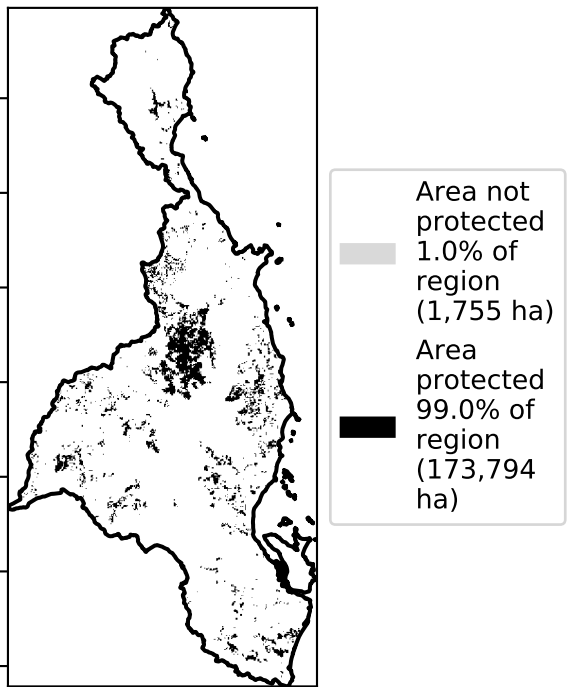 Area not
protected
1.0% of
region
(1,755 ha)
Area
protected
99.0% of
region
(173,794
ha)